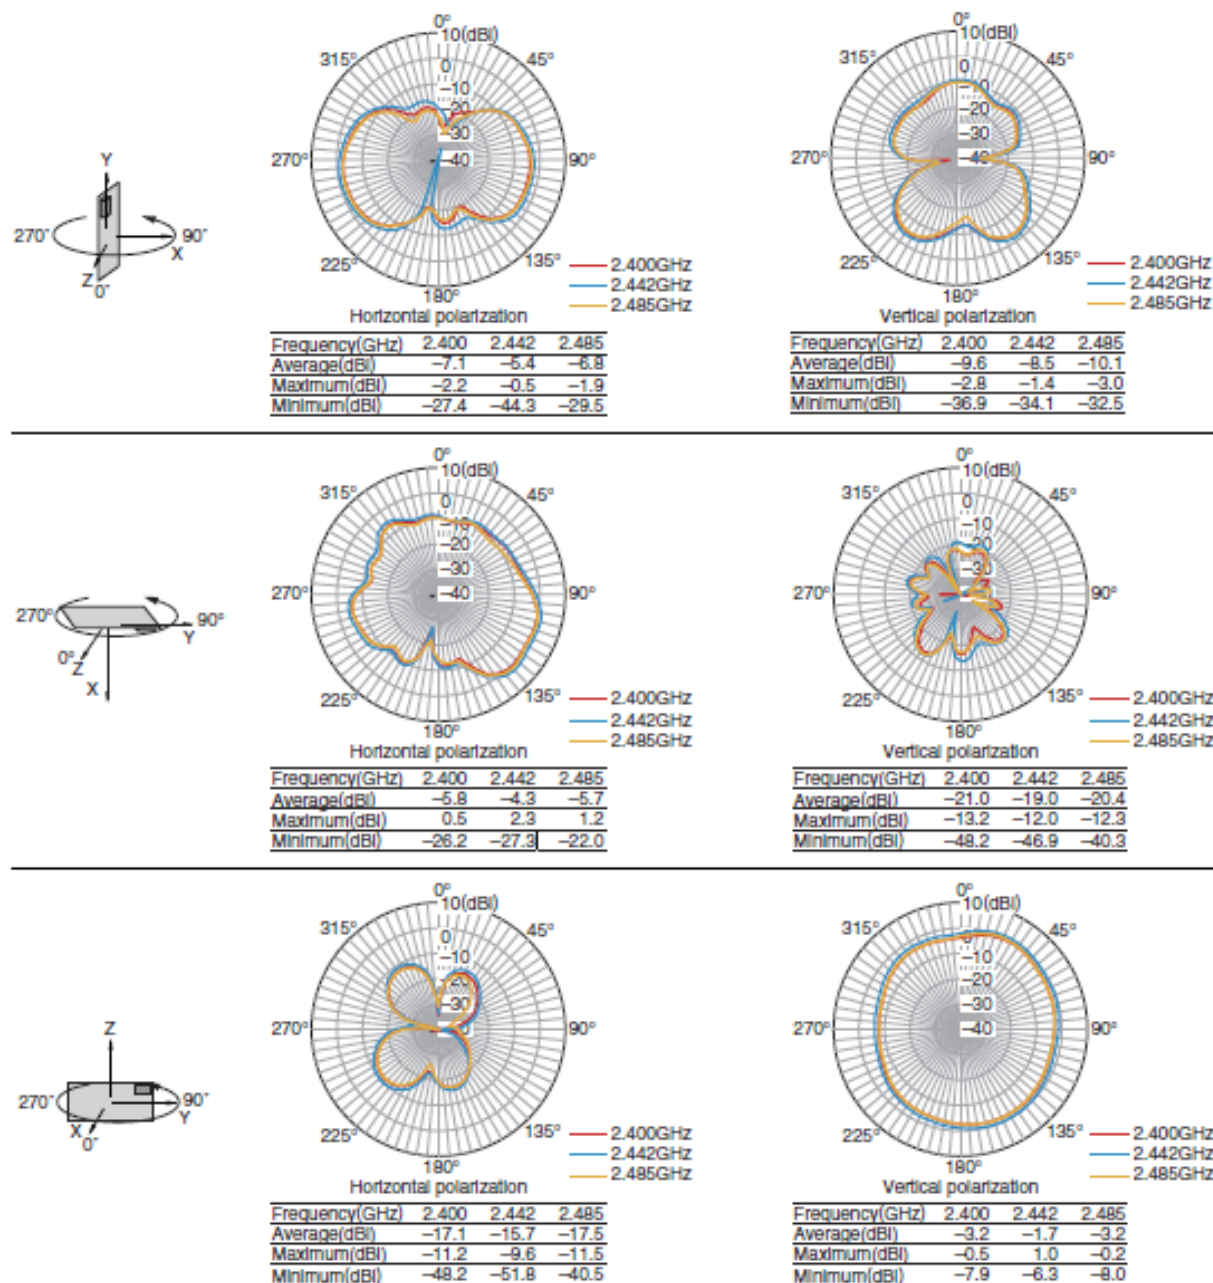 0°
10(dBi)
315°
45°
0
−10
−20
−30
−40
270°
90°
225°
135°
180°
2.400GHz
2.442GHz
2.485GHz
Horizontal polarization
Frequency(GHz) 2.400 2.442 2.485
Average(dBi) −7.1 −5.4 −6.8
Maximum(dBi) −2.2 −0.5 −1.9
Minimum(dBi) −27.4 −44.3 −29.5
0°
10(dBi)
315°
45°
0
−10
−20
−30
−40
270°
90°
225°
135°
180°
2.400GHz
2.442GHz
2.485GHz
Vertical polarization
Frequency(GHz) 2.400 2.442 2.485
Average(dBi) −9.6 −8.5 −10.1
Maximum(dBi) −2.8 −1.4 −3.0
Minimum(dBi) −36.9 −34.1 −32.5
Y
270°
90°
X
Z
0°
0°
10(dBi)
315°
45°
0
−10
−20
−30
−40
270°
90°
225°
135°
180°
2.400GHz
2.442GHz
2.485GHz
Horizontal polarization
Frequency(GHz) 2.400 2.442 2.485
Average(dBi) −5.8 −4.3 −5.7
Maximum(dBi) 0.5 2.3 1.2
Minimum(dBi) −26.2 −27.3 −22.0
0°
10(dBi)
315°
45°
0
−10
−20
−30
−40
270°
90°
225°
135°
180°
2.400GHz
2.442GHz
2.485GHz
Vertical polarization
Frequency(GHz) 2.400 2.442 2.485
Average(dBi) −21.0 −19.0 −20.4
Maximum(dBi) −13.2 −12.0 −12.3
Minimum(dBi) −48.2 −46.9 −40.3
270°
90°
Y
0°
Z
X
0°
10(dBi)
315°
45°
0
−10
−20
−30
270°
90°
225°
135°
180°
2.400GHz
2.442GHz
2.485GHz
Horizontal polarization
Frequency(GHz) 2.400 2.442 2.485
Average(dBi) −17.1 −15.7 −17.5
Maximum(dBi) −11.2 −9.6 −11.5
Minimum(dBi) −48.2 −51.8 −40.5
0°
10(dBi)
315°
45°
0
−10
−20
−30
−40
270°
90°
225°
135°
180°
2.400GHz
2.442GHz
2.485GHz
Vertical polarization
Frequency(GHz) 2.400 2.442 2.485
Average(dBi) −3.2 −1.7 −3.2
Maximum(dBi) −0.5 1.0 −0.2
Minimum(dBi) −7.9 −6.3 −8.0
Z
270°
90°
Y
X
0°